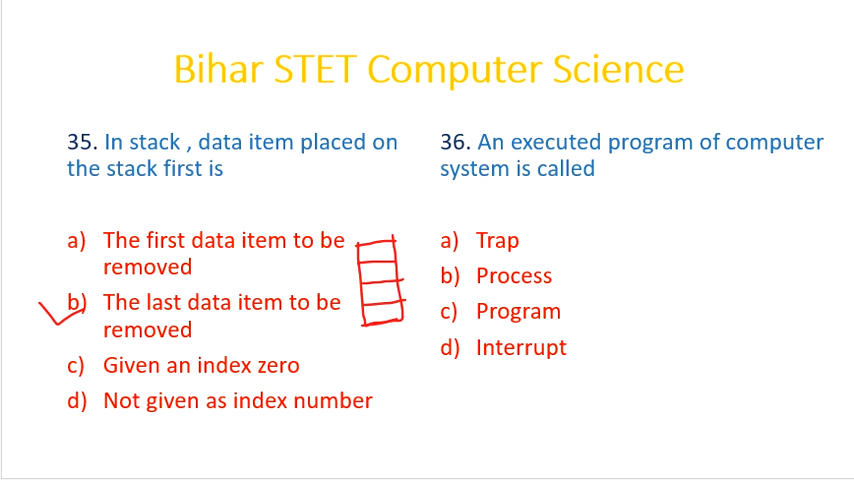 Bihar STET Computer Science
35. In stack , data item placed on
the stack first is
a) The first data item to be
removed
b) The last data item to be
removed
c) Given an index zero
d) Not given as index number
36. An executed program of computer
system is called
a) Trap
b) Process
c) Program
d) Interrupt